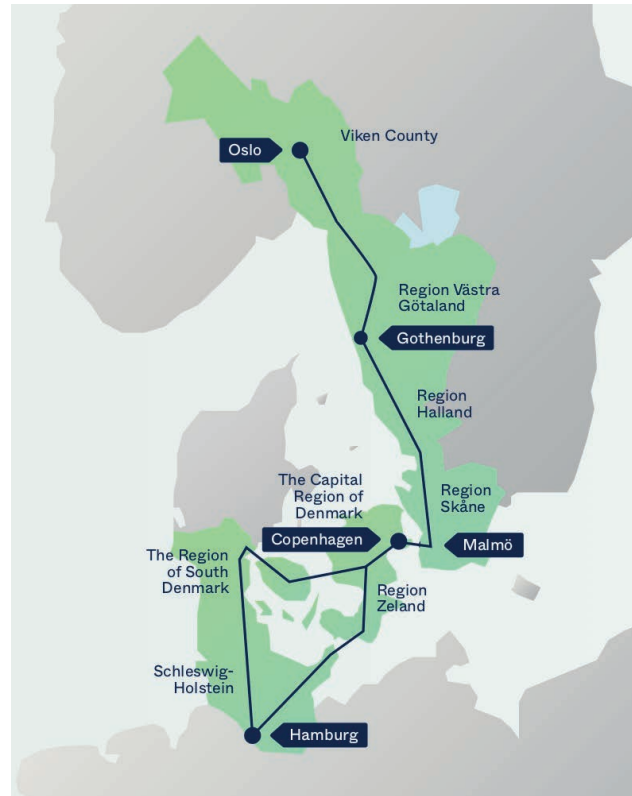 Viken County
Oslo
Region Västra
Götaland
Gothenburg
Region
Halland
The Capital
Region of
Denmark
Region
Skåne
Copenhagen
Malmö
The Region
of South
Denmark
Region
Zeland
Schleswig-
Holstein
Hamburg